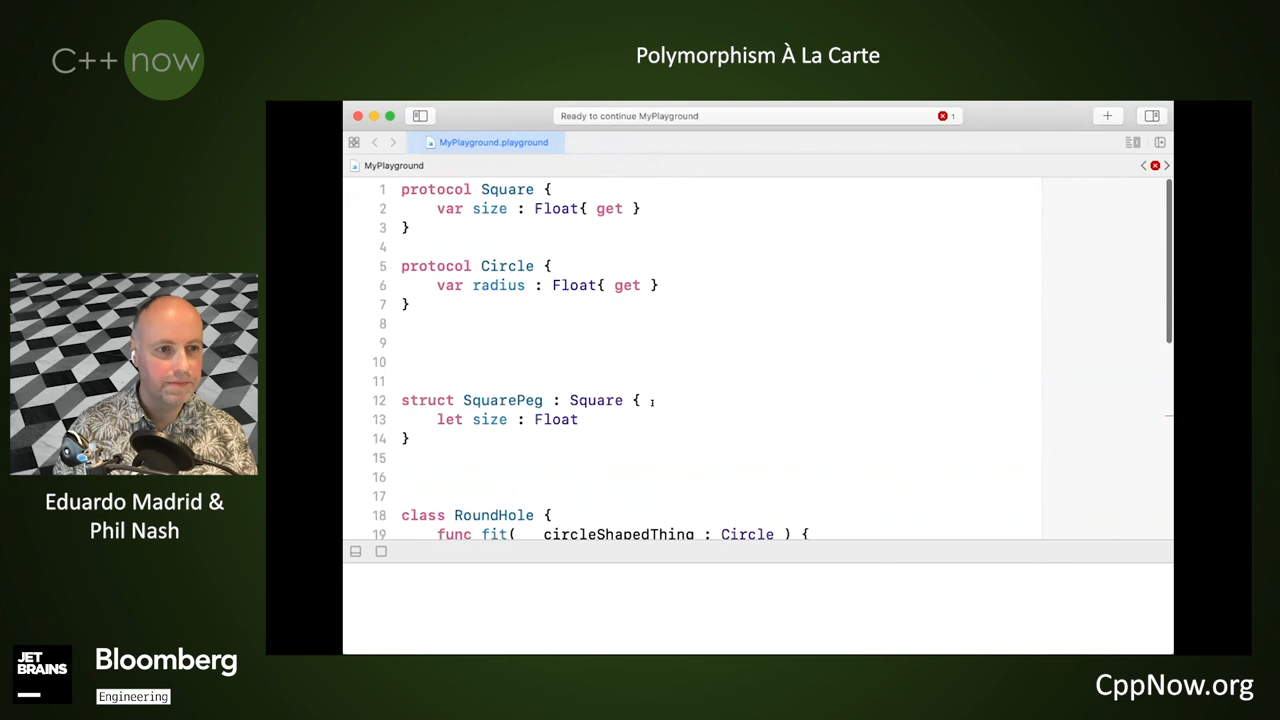 C++ now
Polymorphism À La Carte
Ready to continue MyPlayground
1
MyPlayground.playground
MyPlayground
1 protocol Square {
2 var size : Float{ get }
3 }
4
5 protocol Circle {
6 var radius : Float{ get }
7 }
8
9
10
11
12 struct SquarePeg : Square {
13 let size : Float
14 }
15
16
17
18 class RoundHole {
19 func fit( _ circleShapedThing : Circle ) {
Eduardo Madrid &
Phil Nash
JET
BRAINS
Bloomberg
Engineering
CppNow.org